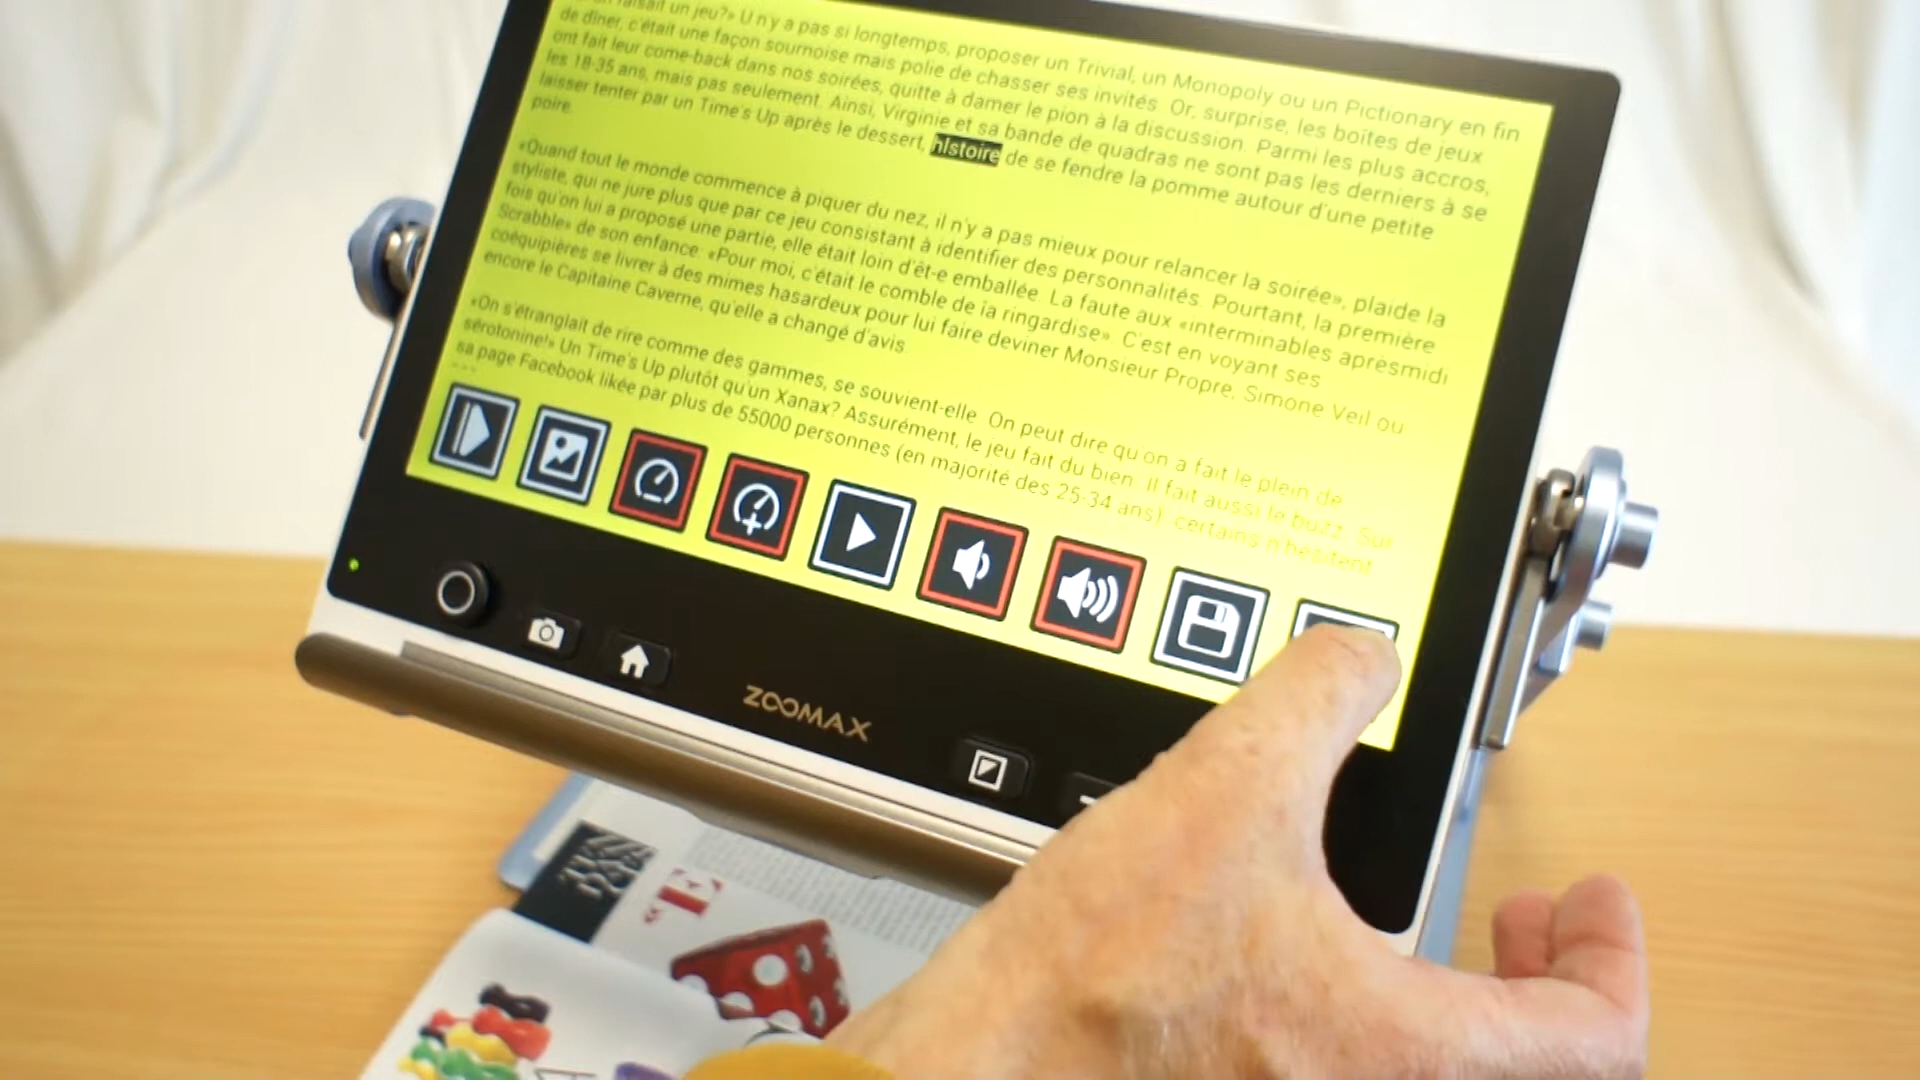 faisait un jeu?» U n'y a pas si longtemps, proposer un Trivial, un Monopoly ou un Pictionary en fin
de dîner, c'était une façon sournoise mais polie de chasser ses invités. Or, surprise, les boîtes de jeux
ont fait leur come-back dans nos soirées, quitte à damer le pion à la discussion. Parmi les plus accros,
les 18-35 ans, mais pas seulement. Ainsi, Virginie et sa bande de quadras ne sont pas les derniers à se
laisser tenter par un Time's Up après le dessert, hIstoire de se fendre la pomme autour d'une petite
poire.
«Quand tout le monde commence à piquer du nez, il n'y a pas mieux pour relancer la soirée», plaide la
styliste, qui ne jure plus que par ce jeu consistant à identifier des personnalités. Pourtant, la première
fois qu'on lui a proposé une partie, elle était loin d'êt-e emballée. La faute aux «interminables aprèsmidi
Scrabble» de son enfance. «Pour moi, c'était le comble de ia ringardise». C'est en voyant ses
coéquipières se livrer à des mimes hasardeux pour lui faire deviner Monsieur Propre, Simone Veil ou
encore le Capitaine Caverne, qu'elle a changé d'avis.
«On s'étranglait de rire comme des gammes, se souvient-elle. On peut dire qu'on a fait le plein de
sérotonine!» Un Time's Up plutôt qu'un Xanax? Assurément, le jeu fait du bien. Il fait aussi le buzz. Sur
sa page Facebook likée par plus de 55000 personnes (en majorité des 25-34 ans), certains n'hésitent
ZOOMAX
“E